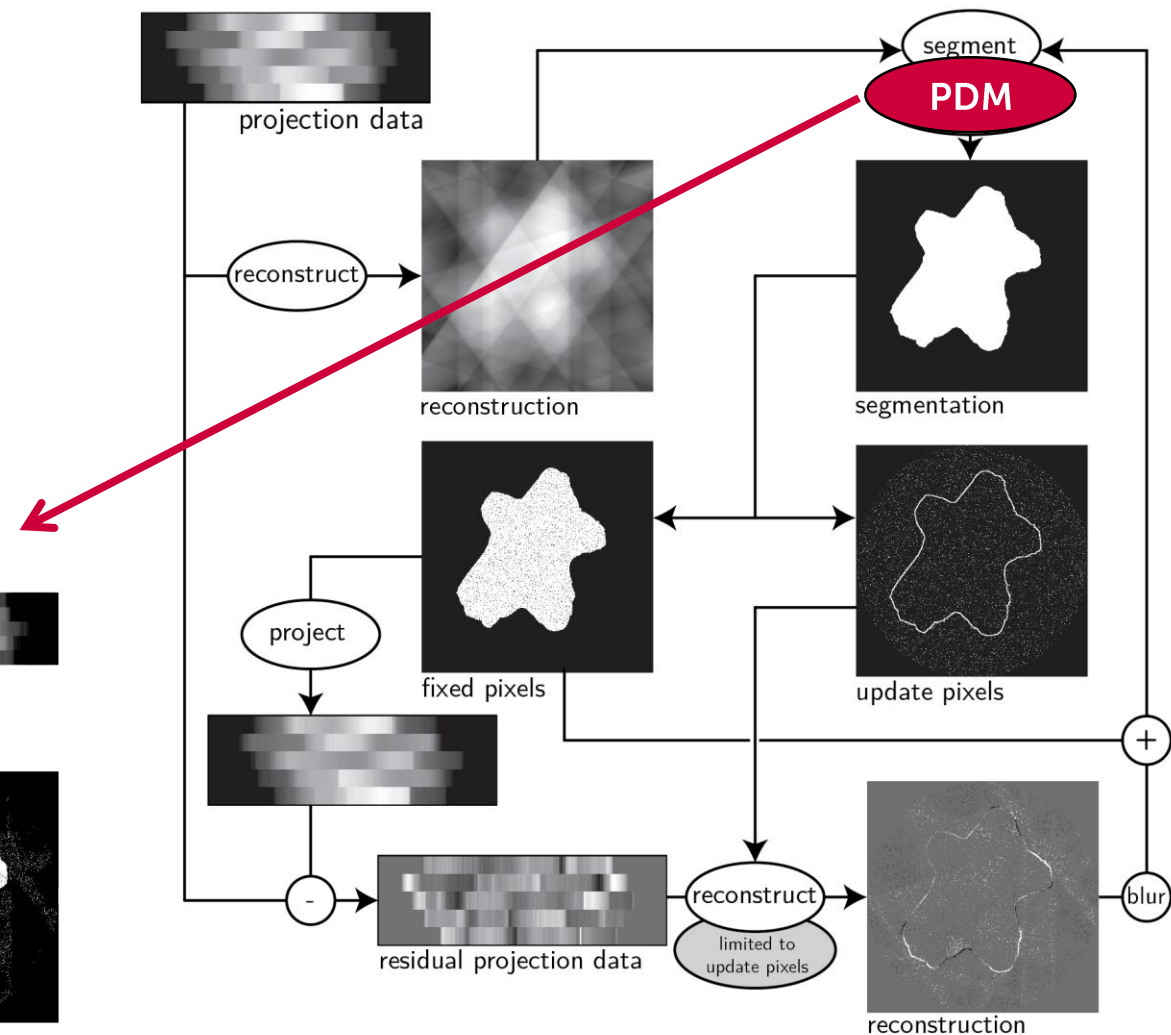 segment
PDM
projection data
reconstruct
reconstruction
segmentation
project
fixed pixels
update pixels
+
-
reconstruct
limited to
update pixels
blur
residual projection data
reconstruction